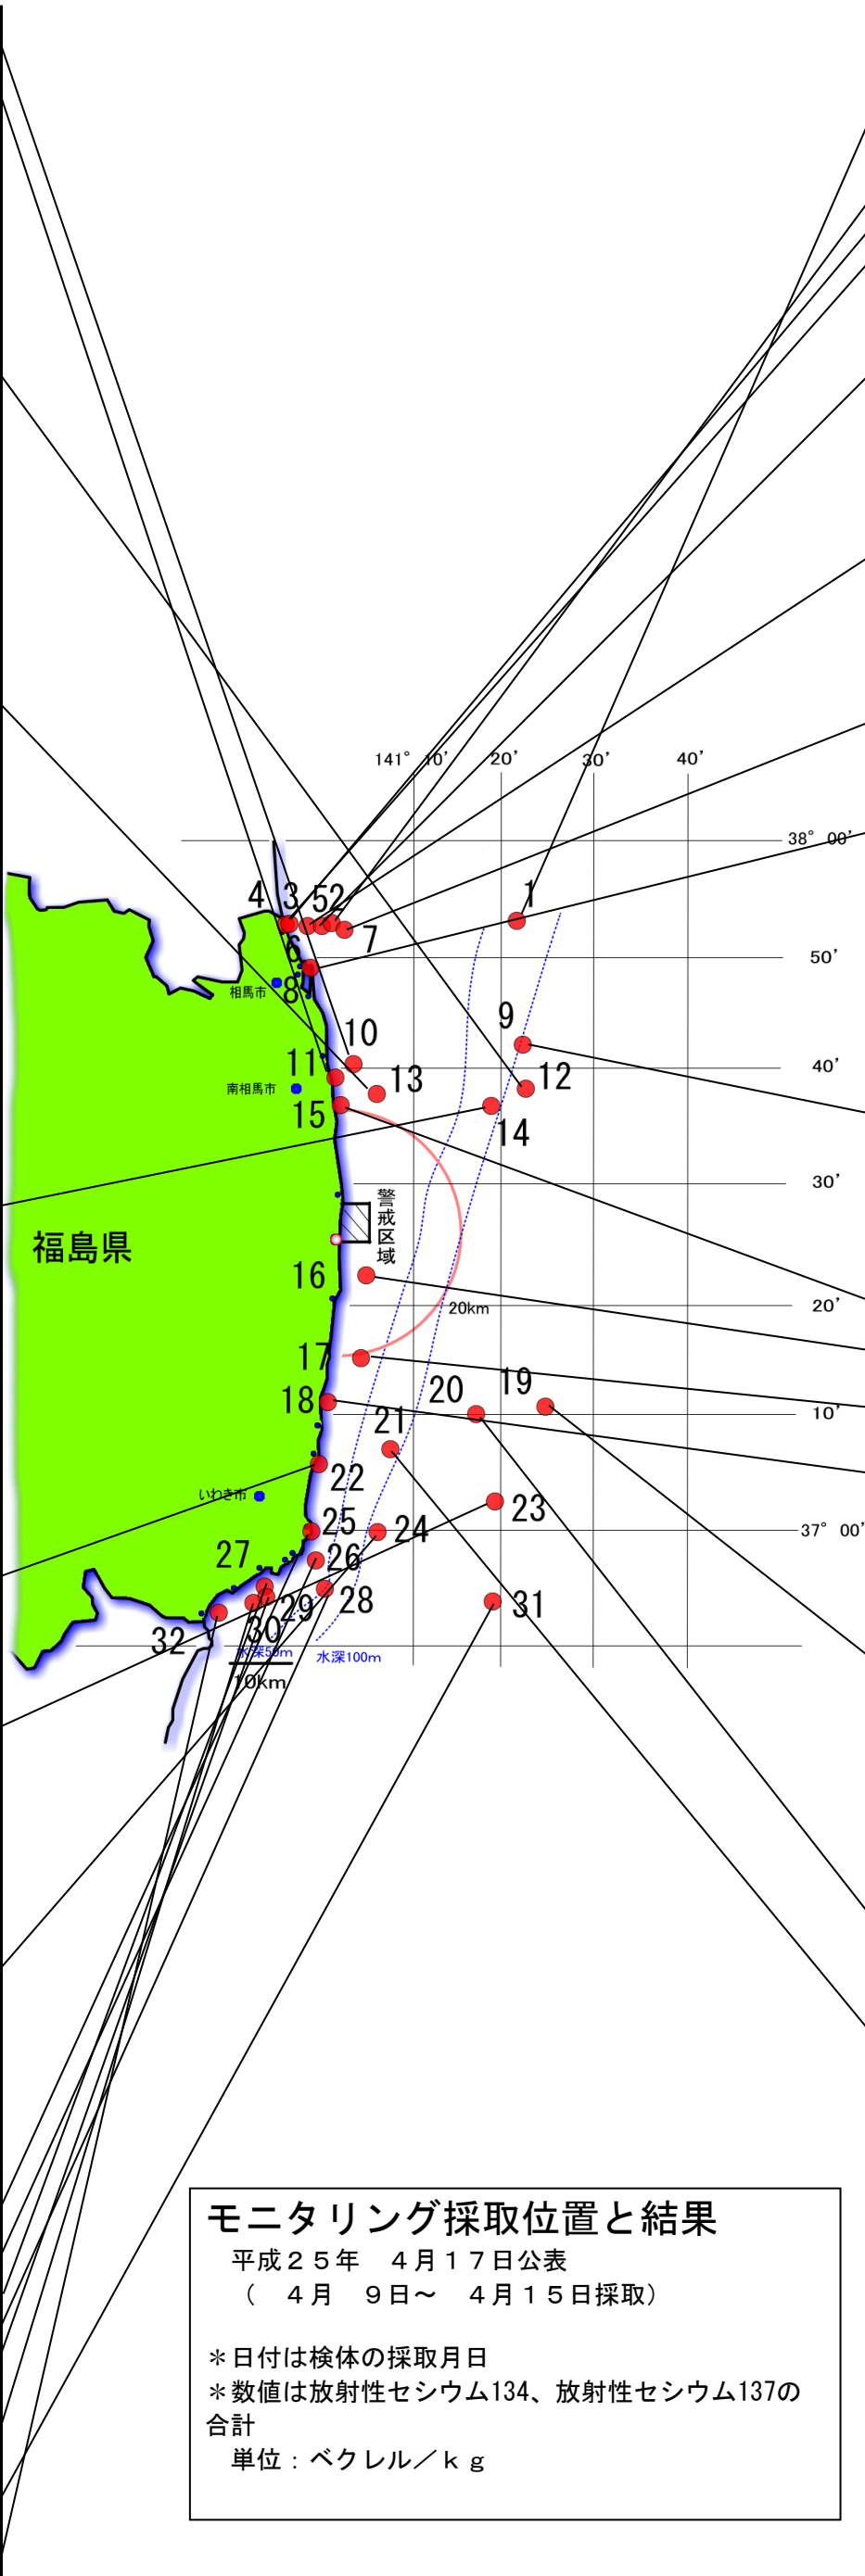 141° 10’ 20’ 30’ 40’
38° 00’
4 3 5 2 1
7
6
50’
相馬市 8
9
10
11 40’
13 12
南相馬市
15 14
30’
警戒区域
福島県
16
20’
20km
17
18 20 19 10’
21
22
いわき市
23
25 24 37° 00’
27 26
28 31
29
32 30
水深50m 水深100m
10km
モニタリング採取位置と結果
平成２５年　４月１７日公表
（　４月　９日～　４月１５日採取）
＊日付は検体の採取月日
＊数値は放射性セシウム134、放射性セシウム137の
合計
単位：ベクレル／ｋｇ